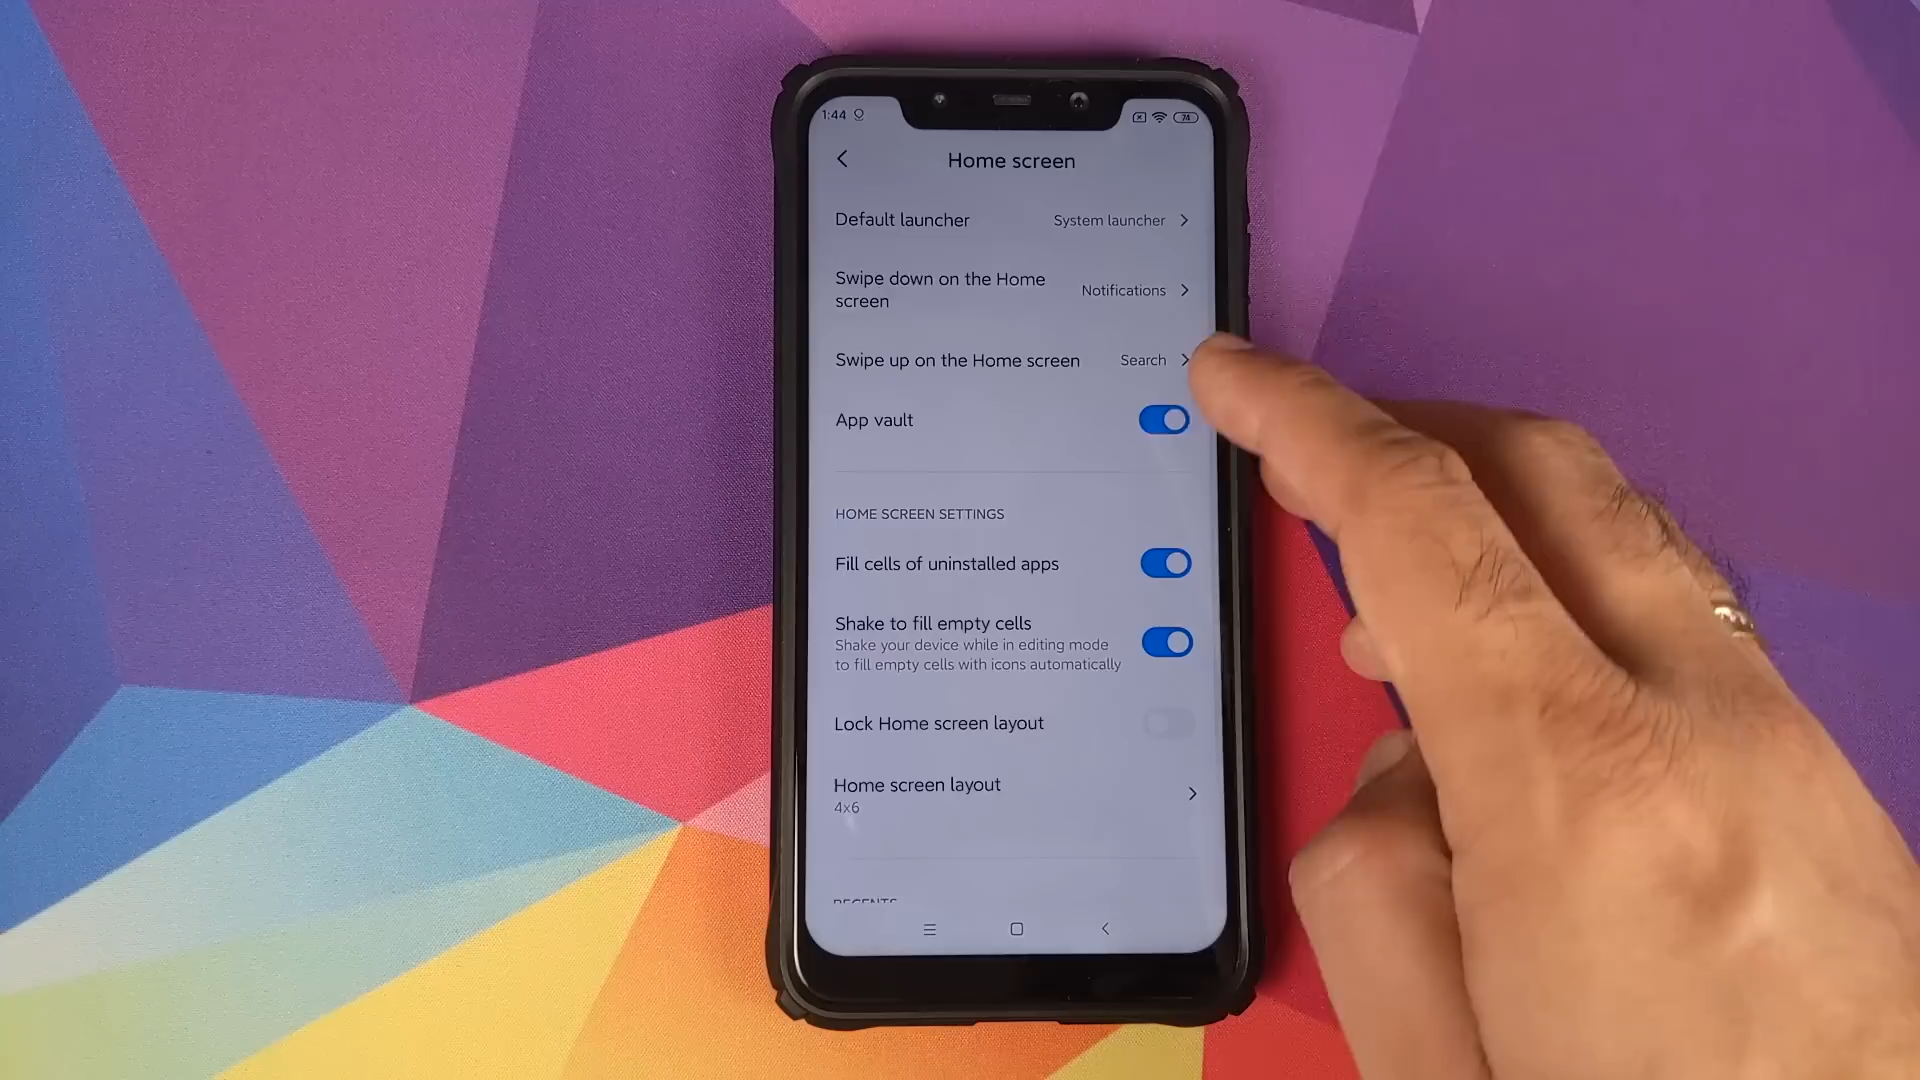 1:44
74
Home screen
Default launcher System launcher
Swipe down on the Home
screen
Notifications
Swipe up on the Home screen Search
App vault
HOME SCREEN SETTINGS
Fill cells of uninstalled apps
Shake to fill empty cells
Shake your device while in editing mode
to fill empty cells with icons automatically
Lock Home screen layout
Home screen layout
4x6
RECENTS